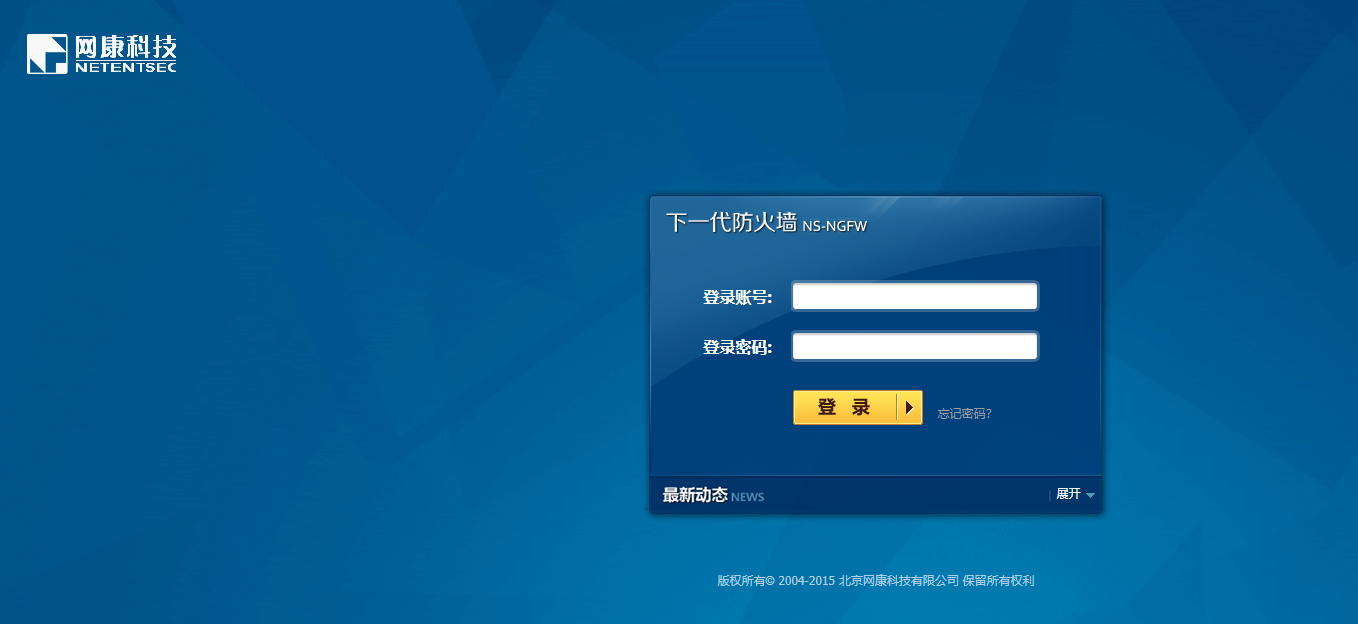 网康科技
NETENTSEC
下一代防火墙 NS-NGFW
登录账号:
登录密码:
登 录
忘记密码?
最新动态 NEWS
展开
版权所有© 2004-2015 北京网康科技有限公司 保留所有权利